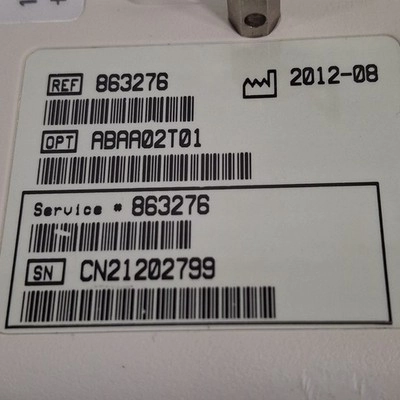 REF 863276 2012-08
OPT ABAA02T01
Service # 863276
SN CN21202799